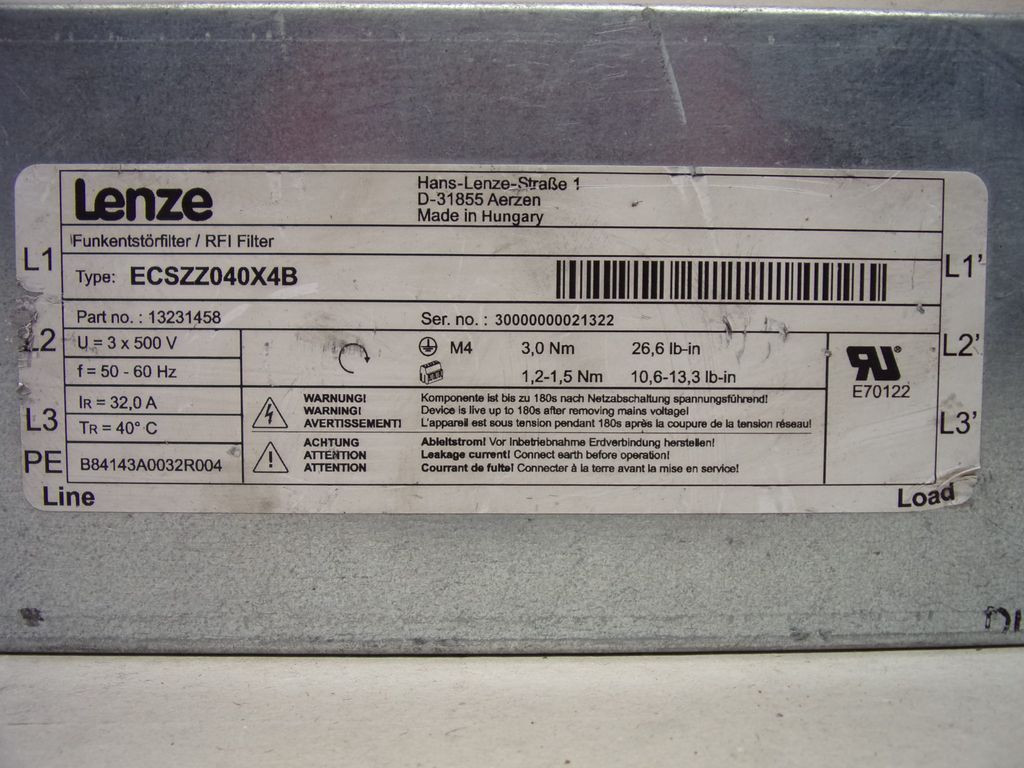 Lenze
Hans-Lenze-Straße 1
D-31855 Aerzen
Made in Hungary
Funkentstörfilter / RFI Filter
L1
Type: ECSZZ040X4B
L1'
Part no. : 13231458
Ser. no. : 30000000021322
L2
U = 3 x 500 V
M4 3,0 Nm 26,6 lb-in
L2'
f = 50 - 60 Hz
1,2-1,5 Nm 10,6-13,3 lb-in
RU®
E70122
L3
IR = 32,0 A
TR = 40° C
WARNUNG! Komponente ist bis zu 180s nach Netzabschaltung spannungsführend!
WARNING! Device is live up to 180s after removing mains voltage!
AVERTISSEMENT! L'appareil est sous tension pendant 180s après la coupure de la tension réseau!
L3'
PE
B84143A0032R004
ACHTUNG Ableitstrom! Vor Inbetriebnahme Erdverbindung herstellen!
ATTENTION Leakage current! Connect earth before operation!
ATTENTION Courrant de fuite! Connecter à la terre avant la mise en service!
Line
Load